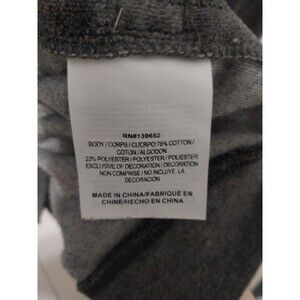 RN#139652
BODY / CORPS / CUERPO:78% COTTON /
COTON / ALGODON
22% POLYESTER / POLYESTER / POLIESTER
EXCLUSIVE OF DECORATION / DECORATION
NON COMPRISE / NO INCLUYE LA
DECORACION
MADE IN CHINA/FABRIQUE EN
CHINE/HECHO EN CHINA